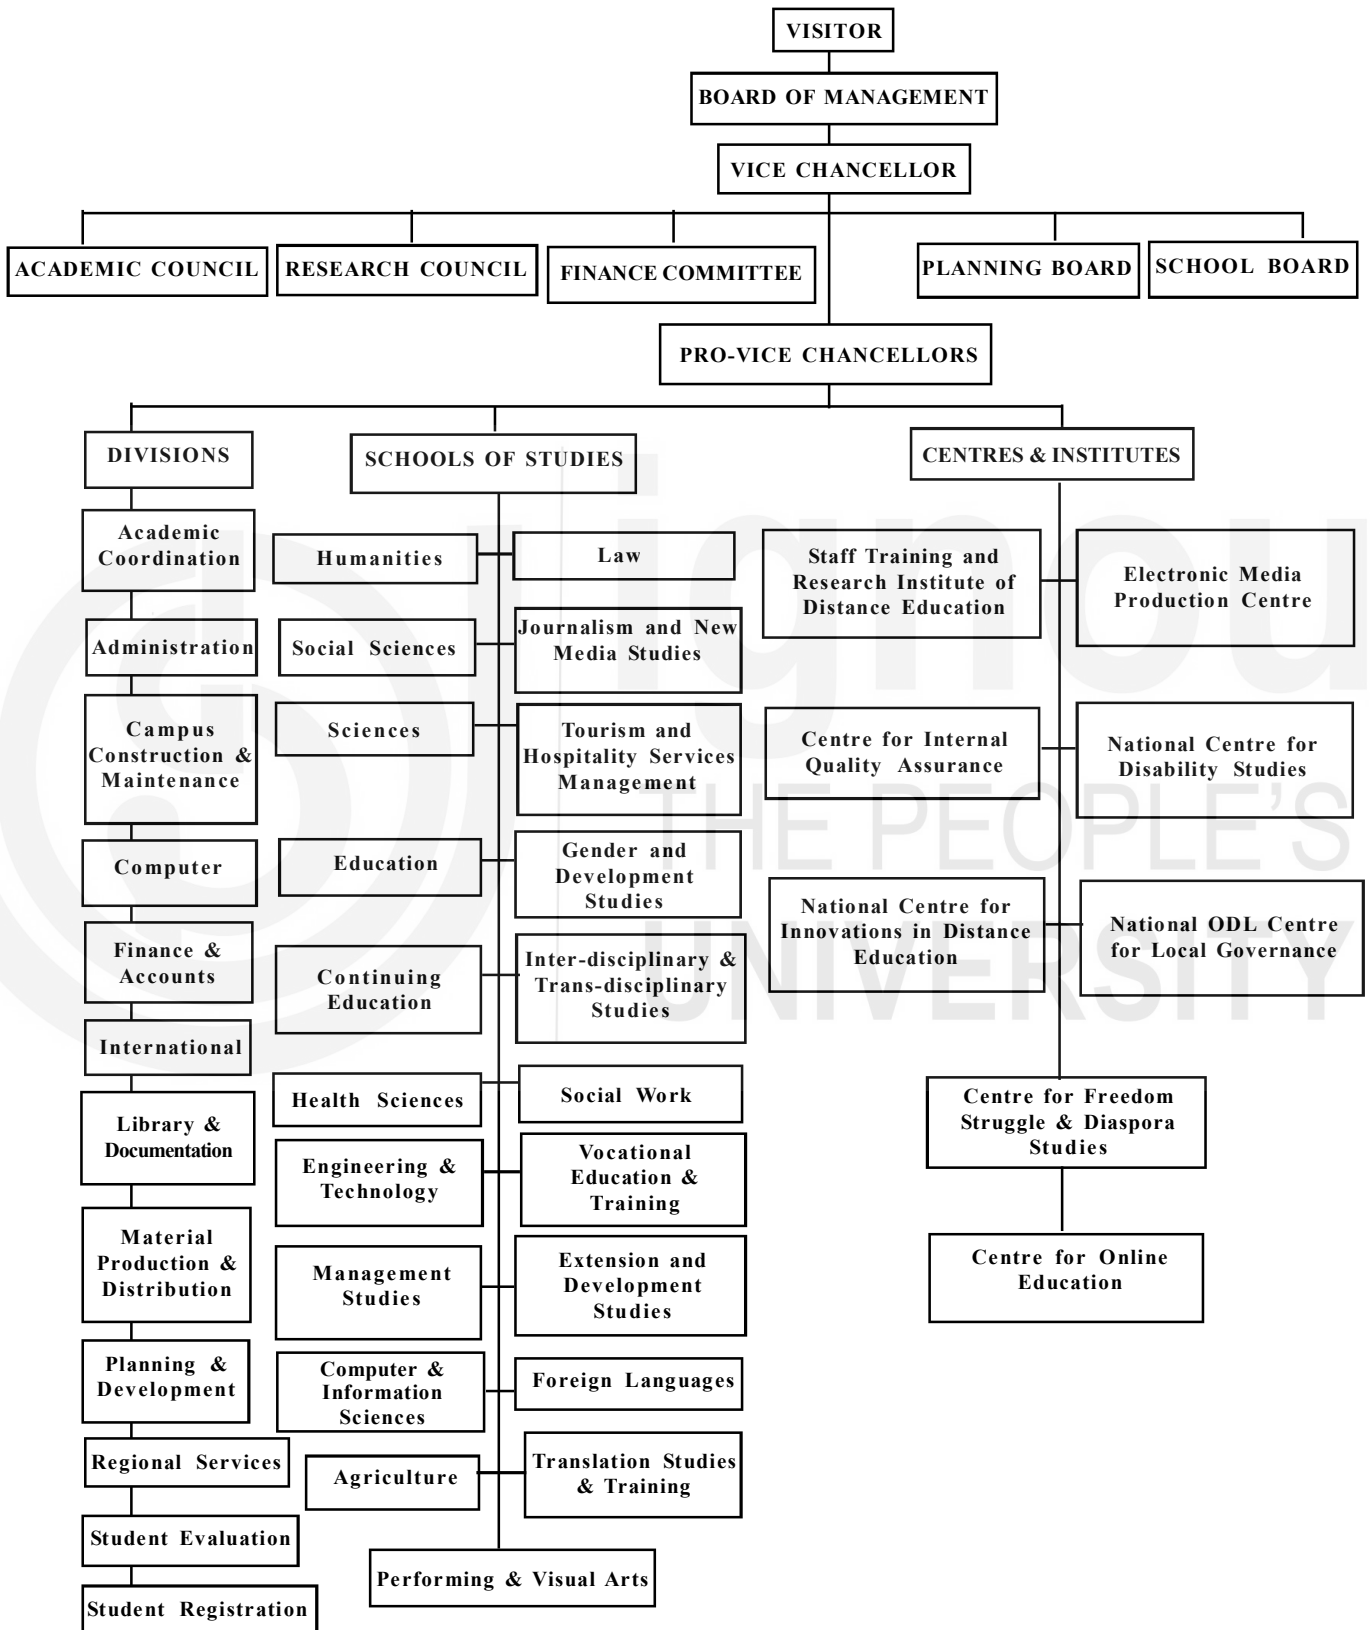 VISITOR
BOARD OF MANAGEMENT
VICE CHANCELLOR
ACADEMIC COUNCIL
RESEARCH COUNCIL
FINANCE COMMITTEE
PLANNING BOARD
SCHOOL BOARD
PRO-VICE CHANCELLORS
DIVISIONS
Academic
Coordination
Administration
Campus
Construction &
Maintenance
Computer
Finance &
Accounts
International
Library &
Documentation
Material
Production &
Distribution
Planning &
Development
Regional Services
Student Evaluation
Student Registration
SCHOOLS OF STUDIES
Humanities
Law
Social Sciences
Journalism and New
Media Studies
Sciences
Tourism and
Hospitality Services
Management
Education
Gender and
Development
Studies
Continuing
Education
Inter-disciplinary &
Trans-disciplinary
Studies
Health Sciences
Social Work
Engineering &
Technology
Vocational
Education &
Training
Management
Studies
Extension and
Development
Studies
Computer &
Information
Sciences
Foreign Languages
Agriculture
Translation Studies
& Training
Performing & Visual Arts
CENTRES & INSTITUTES
Staff Training and
Research Institute of
Distance Education
Electronic Media
Production Centre
Centre for Internal
Quality Assurance
National Centre for
Disability Studies
National Centre for
Innovations in Distance
Education
National ODL Centre
for Local Governance
Centre for Freedom
Struggle & Diaspora
Studies
Centre for Online
Education
ignou
THE PEOPLE'S
UNIVERSITY